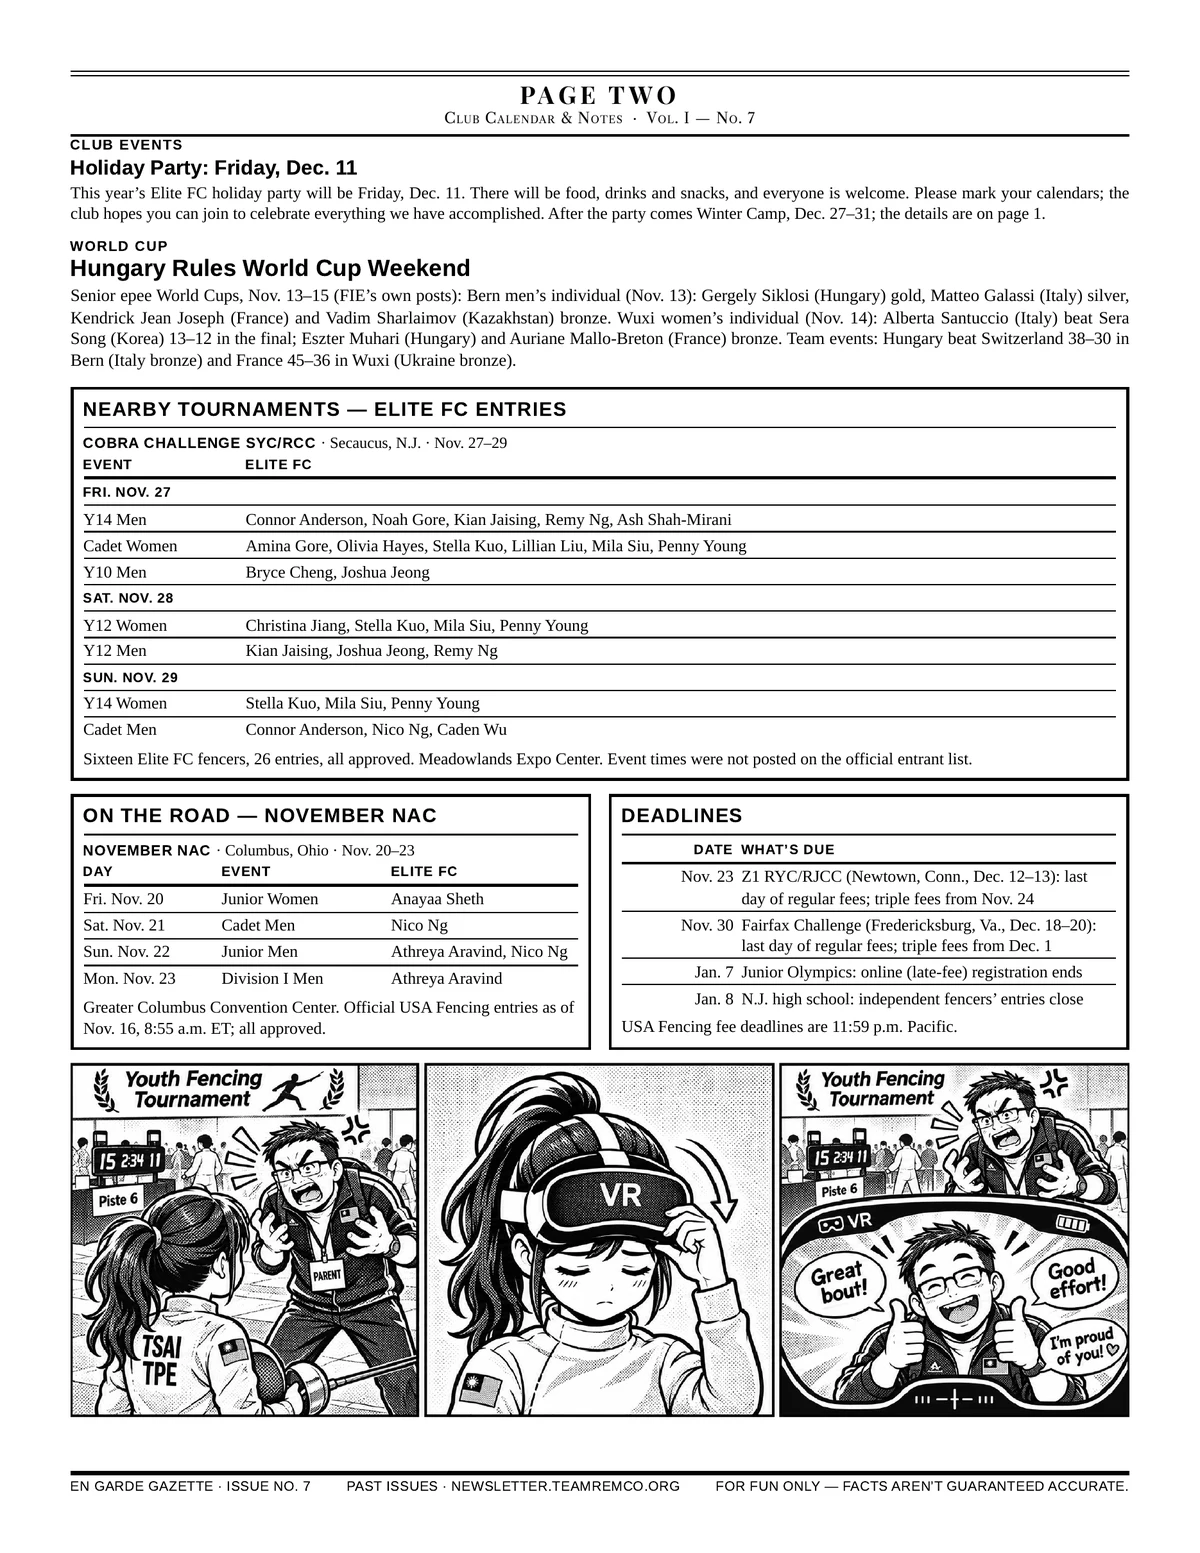 PAGE TWO
Club Calendar & Notes · Vol. I — No. 7
CLUB EVENTS
Holiday Party: Friday, Dec. 11
This year’s Elite FC holiday party will be Friday, Dec. 11. There will be food, drinks and snacks, and everyone is welcome. Please mark your calendars; the
club hopes you can join to celebrate everything we have accomplished. After the party comes Winter Camp, Dec. 27–31; the details are on page 1.
WORLD CUP
Hungary Rules World Cup Weekend
Senior epee World Cups, Nov. 13–15 (FIE’s own posts): Bern men’s individual (Nov. 13): Gergely Siklosi (Hungary) gold, Matteo Galassi (Italy) silver,
Kendrick Jean Joseph (France) and Vadim Sharlaimov (Kazakhstan) bronze. Wuxi women’s individual (Nov. 14): Alberta Santuccio (Italy) beat Sera
Song (Korea) 13–12 in the final; Eszter Muhari (Hungary) and Auriane Mallo-Breton (France) bronze. Team events: Hungary beat Switzerland 38–30 in
Bern (Italy bronze) and France 45–36 in Wuxi (Ukraine bronze).
NEARBY TOURNAMENTS — ELITE FC ENTRIES
COBRA CHALLENGE SYC/RCC · Secaucus, N.J. · Nov. 27–29
EVENT ELITE FC
FRI. NOV. 27
Y14 Men Connor Anderson, Noah Gore, Kian Jaising, Remy Ng, Ash Shah-Mirani
Cadet Women Amina Gore, Olivia Hayes, Stella Kuo, Lillian Liu, Mila Siu, Penny Young
Y10 Men Bryce Cheng, Joshua Jeong
SAT. NOV. 28
Y12 Women Christina Jiang, Stella Kuo, Mila Siu, Penny Young
Y12 Men Kian Jaising, Joshua Jeong, Remy Ng
SUN. NOV. 29
Y14 Women Stella Kuo, Mila Siu, Penny Young
Cadet Men Connor Anderson, Nico Ng, Caden Wu
Sixteen Elite FC fencers, 26 entries, all approved. Meadowlands Expo Center. Event times were not posted on the official entrant list.
ON THE ROAD — NOVEMBER NAC
NOVEMBER NAC · Columbus, Ohio · Nov. 20–23
DAY EVENT ELITE FC
Fri. Nov. 20 Junior Women Anayaa Sheth
Sat. Nov. 21 Cadet Men Nico Ng
Sun. Nov. 22 Junior Men Athreya Aravind, Nico Ng
Mon. Nov. 23 Division I Men Athreya Aravind
Greater Columbus Convention Center. Official USA Fencing entries as of
Nov. 16, 8:55 a.m. ET; all approved.
DEADLINES
DATE WHAT’S DUE
Nov. 23 Z1 RYC/RJCC (Newtown, Conn., Dec. 12–13): last
day of regular fees; triple fees from Nov. 24
Nov. 30 Fairfax Challenge (Fredericksburg, Va., Dec. 18–20):
last day of regular fees; triple fees from Dec. 1
Jan. 7 Junior Olympics: online (late-fee) registration ends
Jan. 8 N.J. high school: independent fencers’ entries close
USA Fencing fee deadlines are 11:59 p.m. Pacific.
Youth Fencing
Tournament
15 2:34 11
Piste 6
PARENT
TSAI
TPE
VR
Youth Fencing
Tournament
15 2:34 11
Piste 6
VR
Great
bout!
Good
effort!
I'm proud
of you!
EN GARDE GAZETTE · ISSUE NO. 7 PAST ISSUES · NEWSLETTER.TEAMREMCO.ORG FOR FUN ONLY — FACTS AREN'T GUARANTEED ACCURATE.